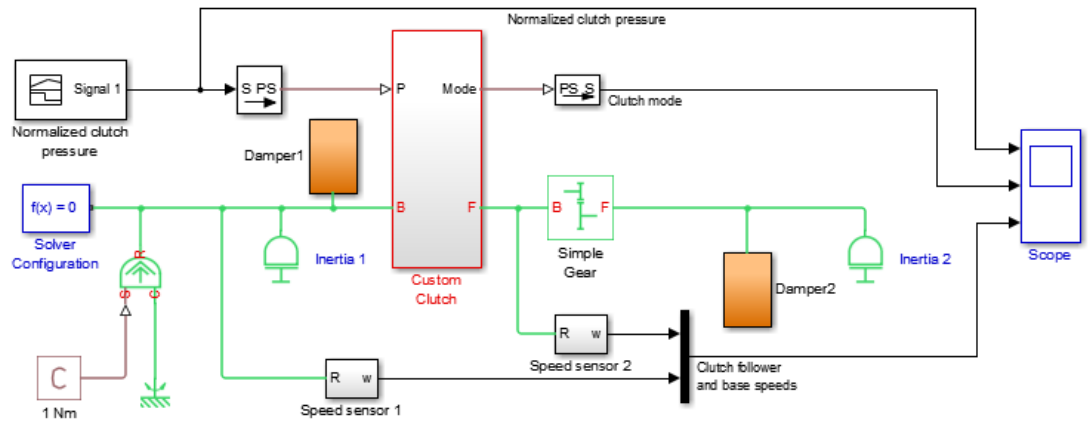 Normalized clutch pressure
Signal 1
S PS
P
Mode
PS S
Clutch mode
Normalized clutch
pressure
Damper1
f(x) = 0
B
F
B
F
Solver
Configuration
R
S
C
Inertia 1
Custom
Clutch
Simple
Gear
Damper2
Inertia 2
Scope
R
w
Speed sensor 2
Clutch follower
and base speeds
C
1 Nm
R
w
Speed sensor 1